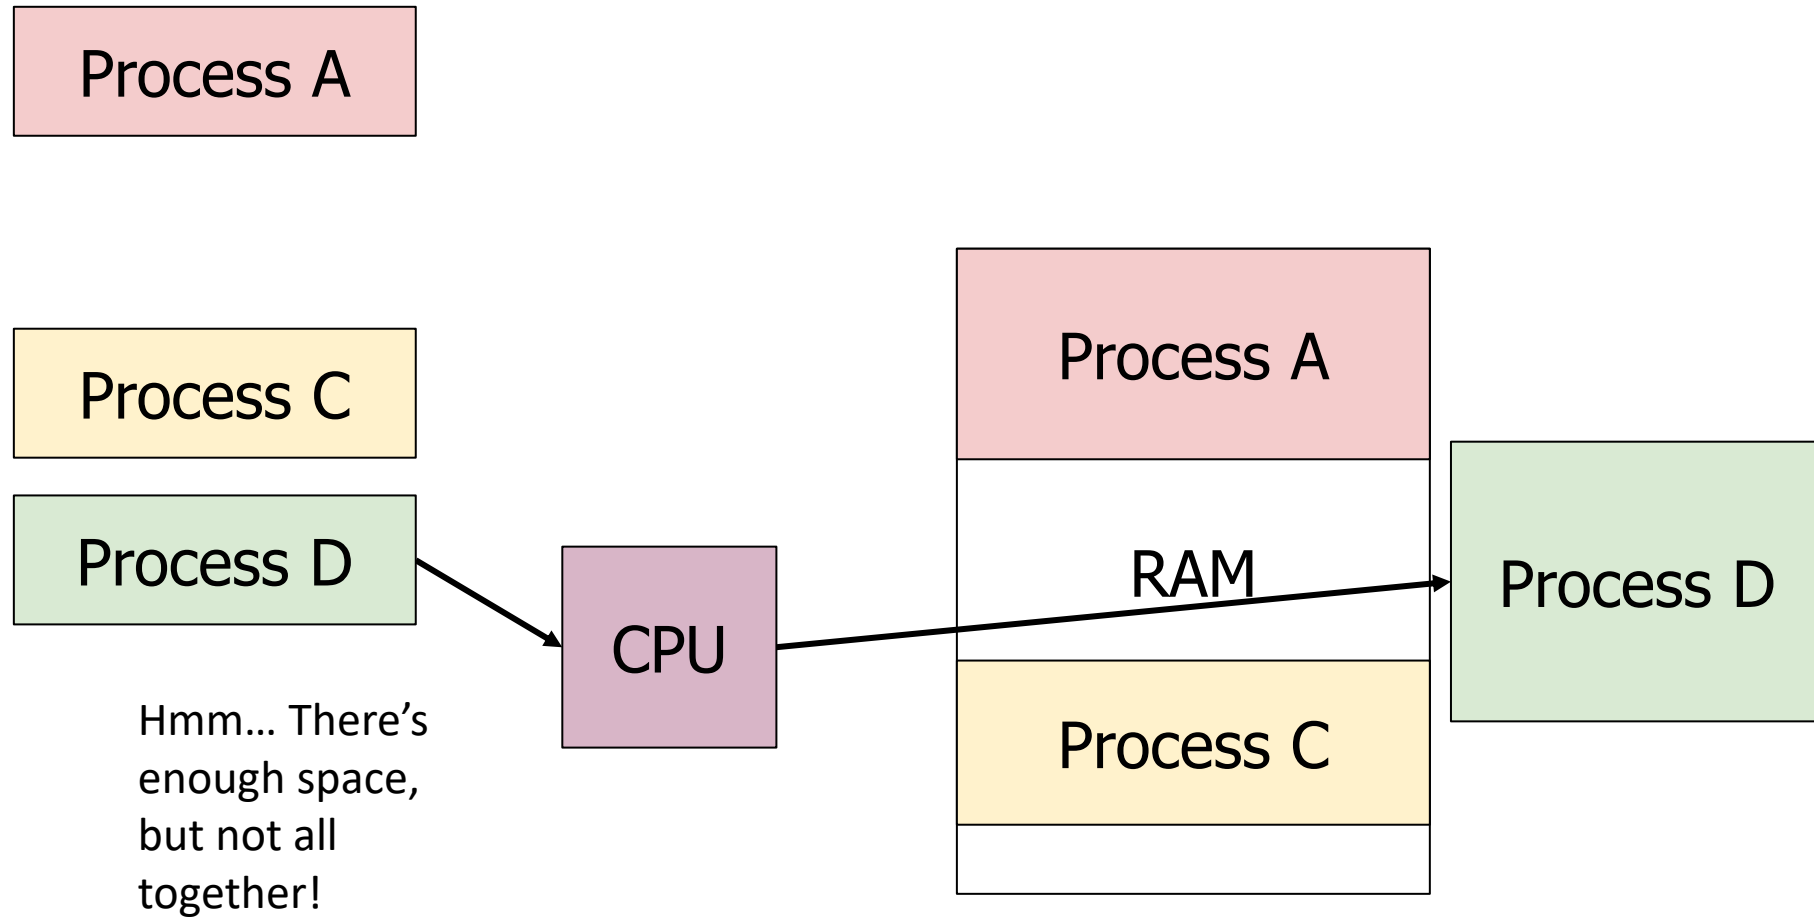 Process A
Process C
Process D
Hmm… There’s
enough space,
but not all
together!
CPU
Process A
RAM
Process C
Process D